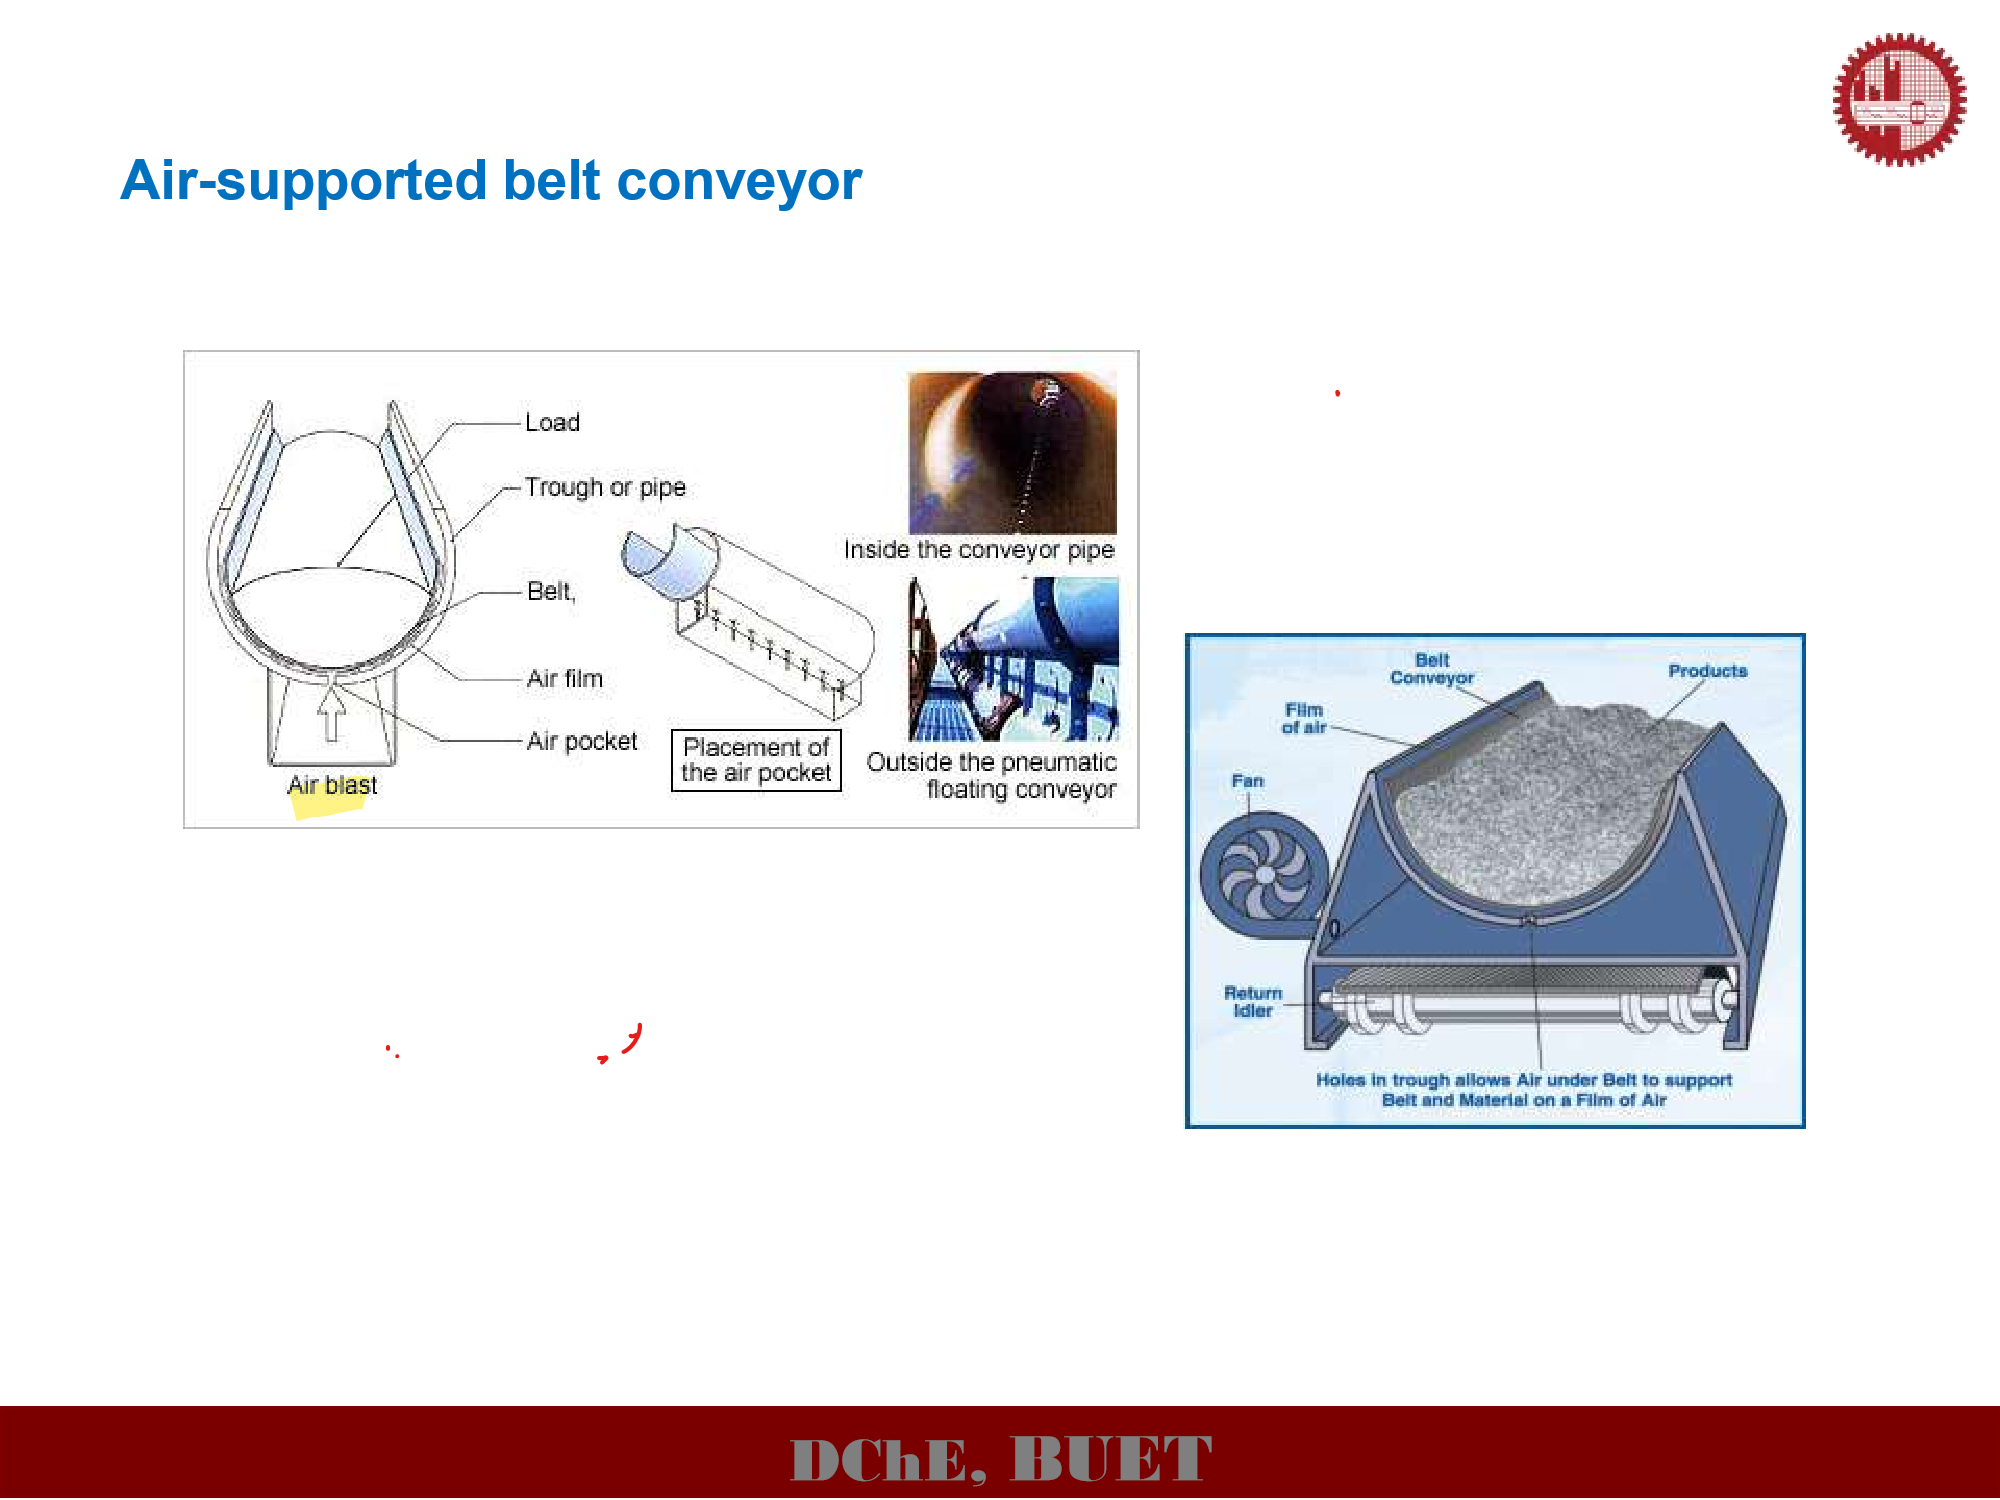 Air-supported belt conveyor
Load
Trough or pipe
Belt,
Air film
Air pocket
Air blast
Placement of
the air pocket
Inside the conveyor pipe
Outside the pneumatic
floating conveyor
Belt
Conveyor
Products
Film
of air
Fan
Return
Idler
Holes in trough allows Air under Belt to support
Belt and Material on a Film of Air
DChE, BUET